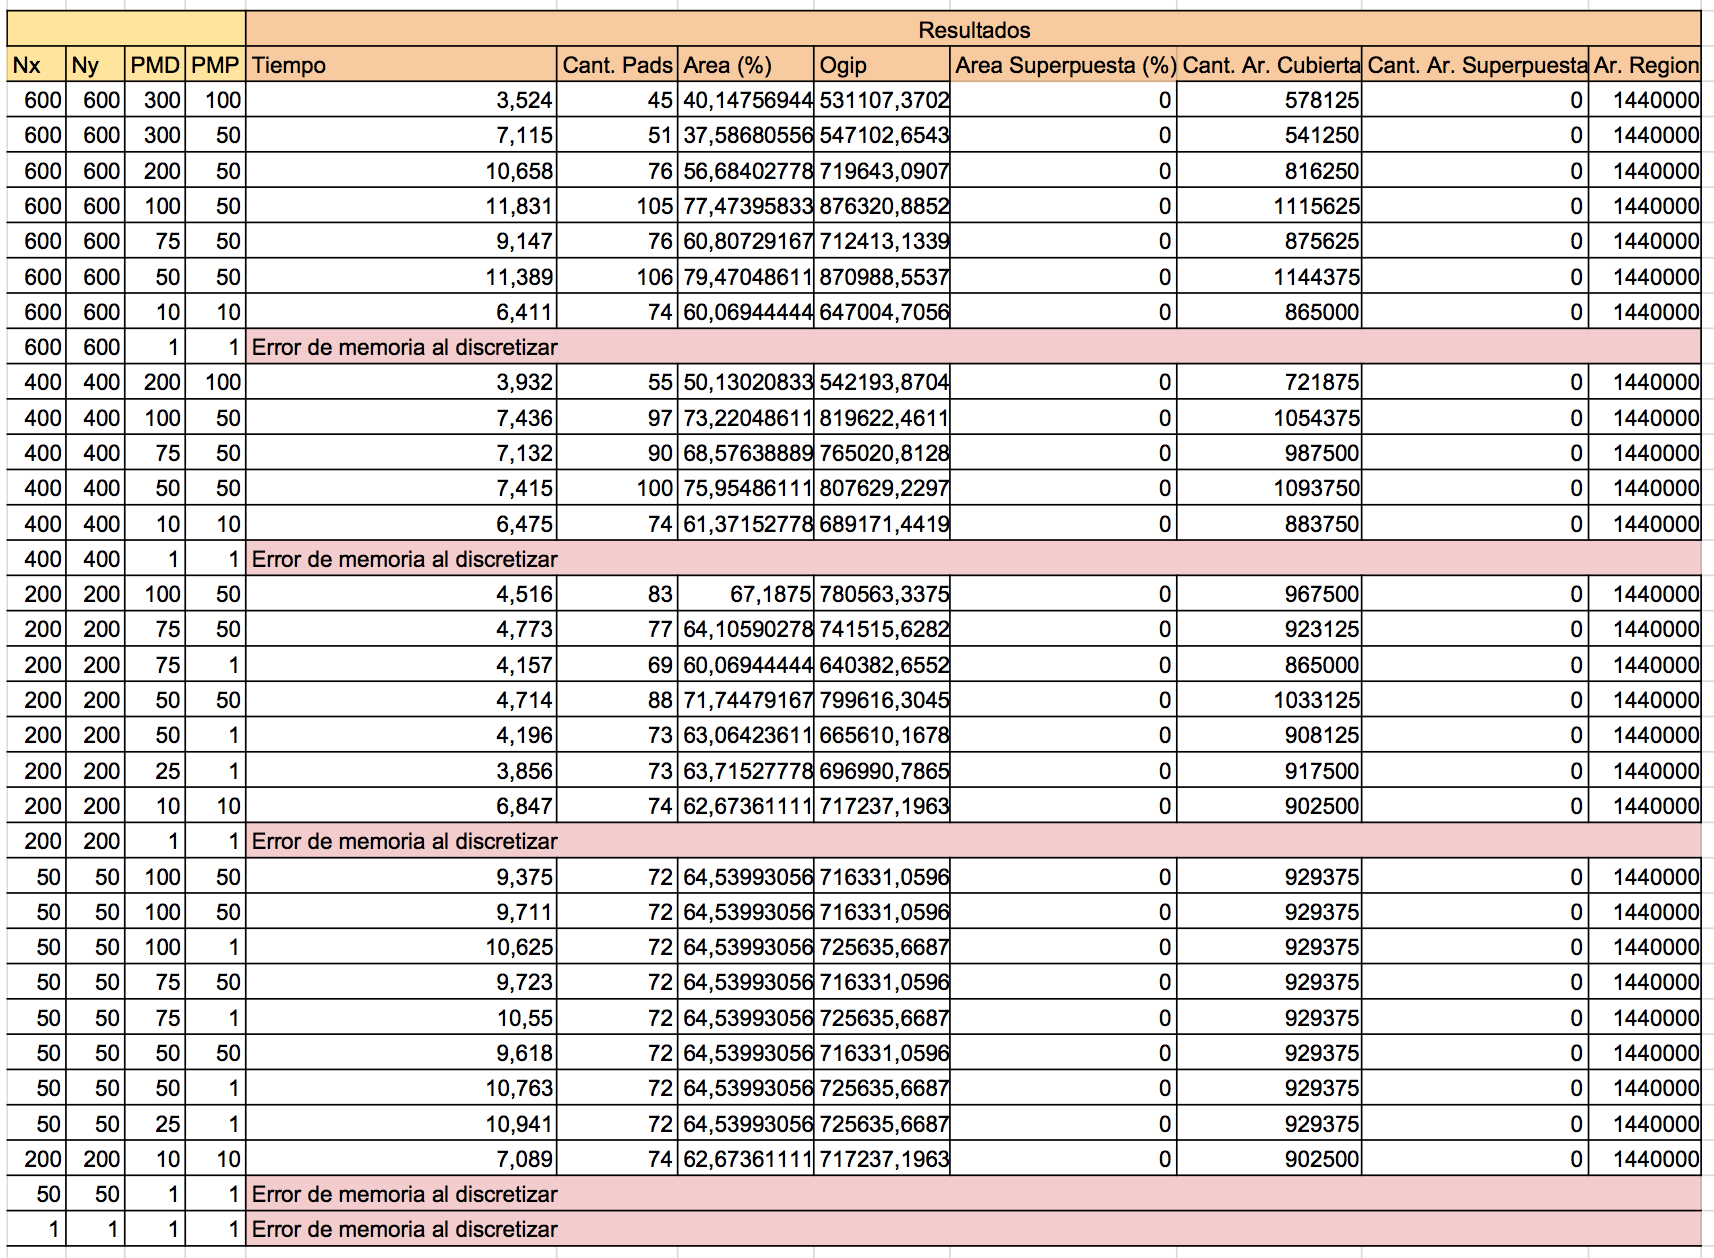 Resultados
Nx Ny PMD PMP Tiempo Cant. Pads Area (%) Ogip Area Superpuesta (%) Cant. Ar. Cubierta Cant. Ar. Superpuesta Ar. Region
600 600 300 100 3,524 45 40,14756944 531107,3702 0 578125 0 1440000
600 600 300 50 7,115 51 37,58680556 547102,6543 0 541250 0 1440000
600 600 200 50 10,658 76 56,68402778 719643,0907 0 816250 0 1440000
600 600 100 50 11,831 105 77,47395833 876320,8852 0 1115625 0 1440000
600 600 75 50 9,147 76 60,80729167 712413,1339 0 875625 0 1440000
600 600 50 50 11,389 106 79,47048611 870988,5537 0 1144375 0 1440000
600 600 10 10 6,411 74 60,06944444 647004,7056 0 865000 0 1440000
600 600 1 1 Error de memoria al discretizar
400 400 200 100 3,932 55 50,13020833 542193,8704 0 721875 0 1440000
400 400 100 50 7,436 97 73,22048611 819622,4611 0 1054375 0 1440000
400 400 75 50 7,132 90 68,57638889 765020,8128 0 987500 0 1440000
400 400 50 50 7,415 100 75,95486111 807629,2297 0 1093750 0 1440000
400 400 10 10 6,475 74 61,37152778 689171,4419 0 883750 0 1440000
400 400 1 1 Error de memoria al discretizar
200 200 100 50 4,516 83 67,1875 780563,3375 0 967500 0 1440000
200 200 75 50 4,773 77 64,10590278 741515,6282 0 923125 0 1440000
200 200 75 1 4,157 69 60,06944444 640382,6552 0 865000 0 1440000
200 200 50 50 4,714 88 71,74479167 799616,3045 0 1033125 0 1440000
200 200 50 1 4,196 73 63,06423611 665610,1678 0 908125 0 1440000
200 200 25 1 3,856 73 63,71527778 696990,7865 0 917500 0 1440000
200 200 10 10 6,847 74 62,67361111 717237,1963 0 902500 0 1440000
200 200 1 1 Error de memoria al discretizar
50 50 100 50 9,375 72 64,53993056 716331,0596 0 929375 0 1440000
50 50 100 50 9,711 72 64,53993056 716331,0596 0 929375 0 1440000
50 50 100 1 10,625 72 64,53993056 725635,6687 0 929375 0 1440000
50 50 75 50 9,723 72 64,53993056 716331,0596 0 929375 0 1440000
50 50 75 1 10,55 72 64,53993056 725635,6687 0 929375 0 1440000
50 50 50 50 9,618 72 64,53993056 716331,0596 0 929375 0 1440000
50 50 50 1 10,763 72 64,53993056 725635,6687 0 929375 0 1440000
50 50 25 1 10,941 72 64,53993056 725635,6687 0 929375 0 1440000
200 200 10 10 7,089 74 62,67361111 717237,1963 0 902500 0 1440000
50 50 1 1 Error de memoria al discretizar
1 1 1 1 Error de memoria al discretizar